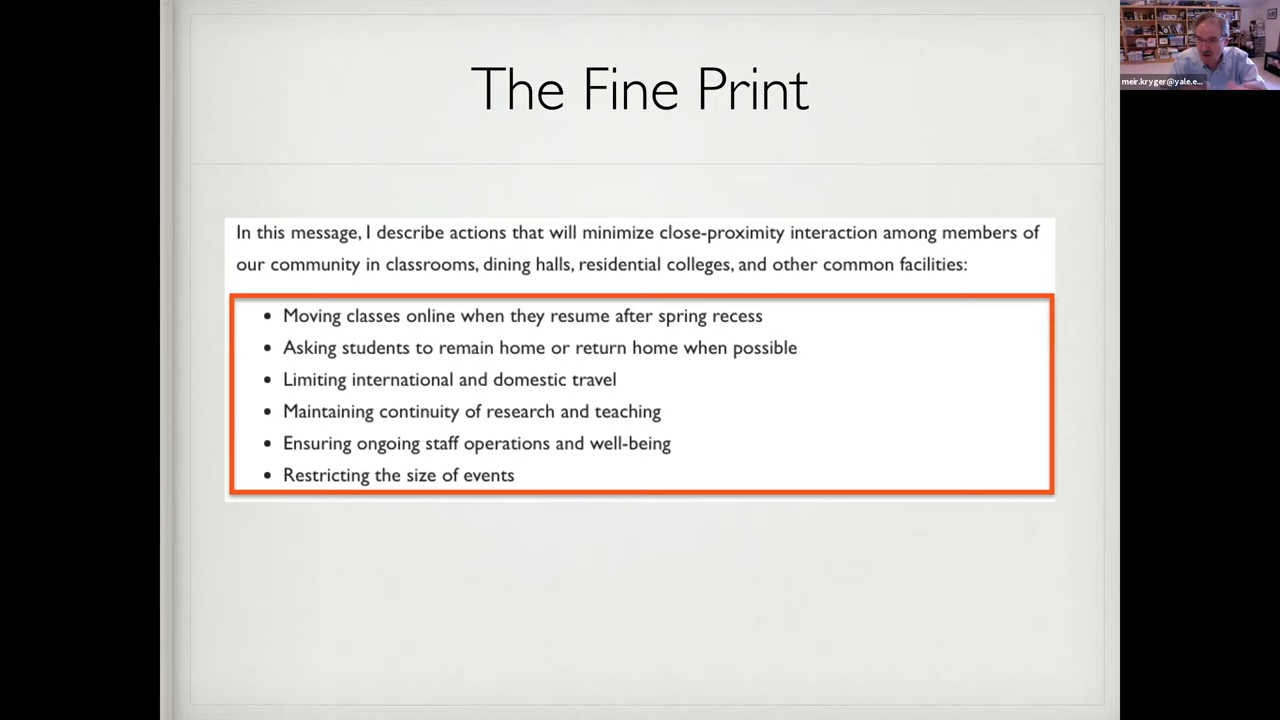 The Fine Print
meir.kryger@yale.e...
In this message, I describe actions that will minimize close-proximity interaction among members of
our community in classrooms, dining halls, residential colleges, and other common facilities:
• Moving classes online when they resume after spring recess
• Asking students to remain home or return home when possible
• Limiting international and domestic travel
• Maintaining continuity of research and teaching
• Ensuring ongoing staff operations and well-being
• Restricting the size of events